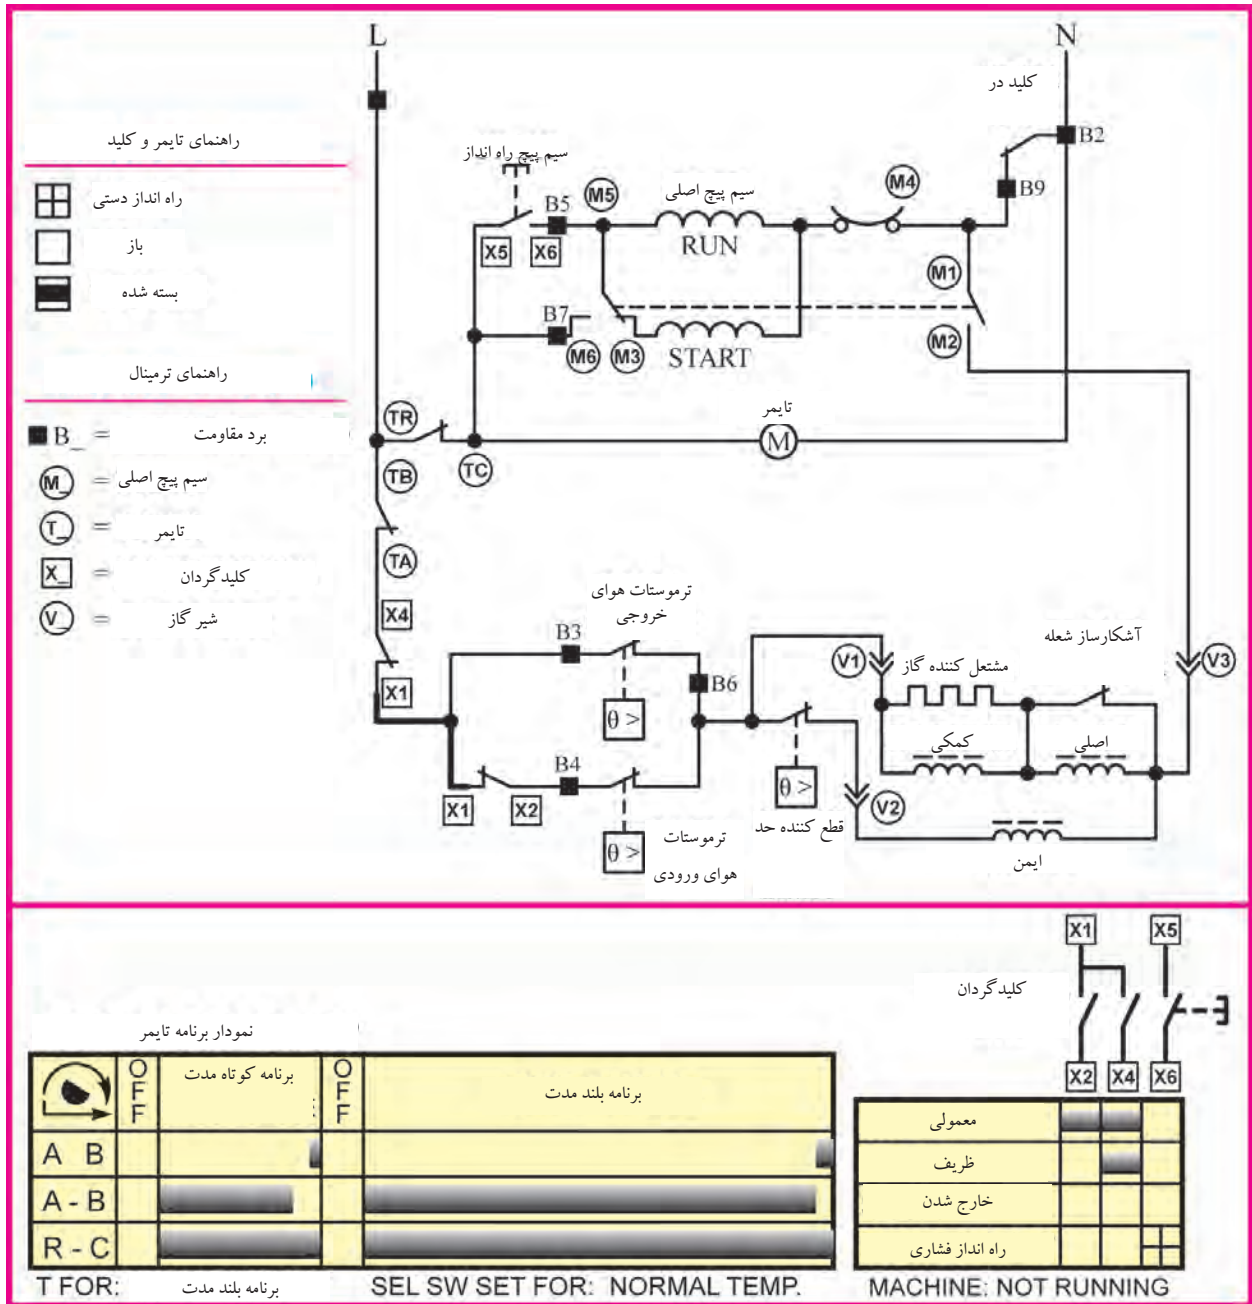 L
N
کلید در
B2
راهنمای تایمر و کلید
سیم پیچ راه انداز
B9
راه انداز دستی
B5
M5
سیم پیچ اصلی
M4
X5
X6
RUN
باز
M1
بسته شده
B7
M6
M3
START
M2
راهنمای ترمینال
TR
تایمر
M
B_ = برد مقاومت
TB
TC
M_ = سیم پیچ اصلی
T_ = تایمر
TA
X_ = کلیدگردان
X4
ترموستات هوای
خروجی
V_ = شیر گاز
B3
آشکارساز شعله
V1
مشتعل کننده گاز
V3
X1
B6
θ >
کمکی
اصلی
B4
X1
X2
θ >
V2
قطع کننده حد
ترموستات
هوای ورودی
θ >
ایمن
X1
X5
کلیدگردان
نمودار برنامه تایمر
X2
X4
X6
OFF
برنامه کوتاه مدت
OFF
برنامه بلند مدت
معمولی
A B
ظریف
A - B
خارج شدن
R - C
راه انداز فشاری
T FOR:
برنامه بلند مدت
SEL SW SET FOR: NORMAL TEMP.
MACHINE: NOT RUNNING